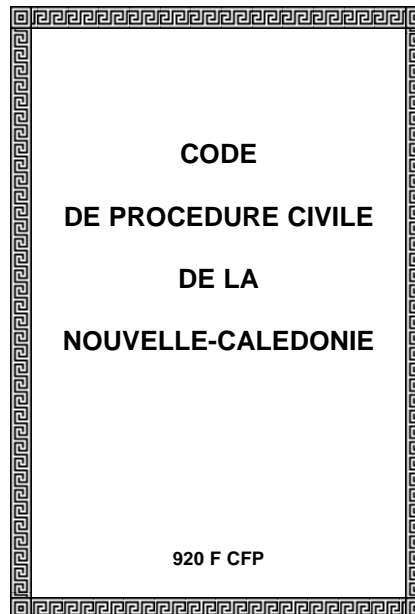 CODE
DE PROCEDURE CIVILE
DE LA
NOUVELLE-CALEDONIE
920 F CFP